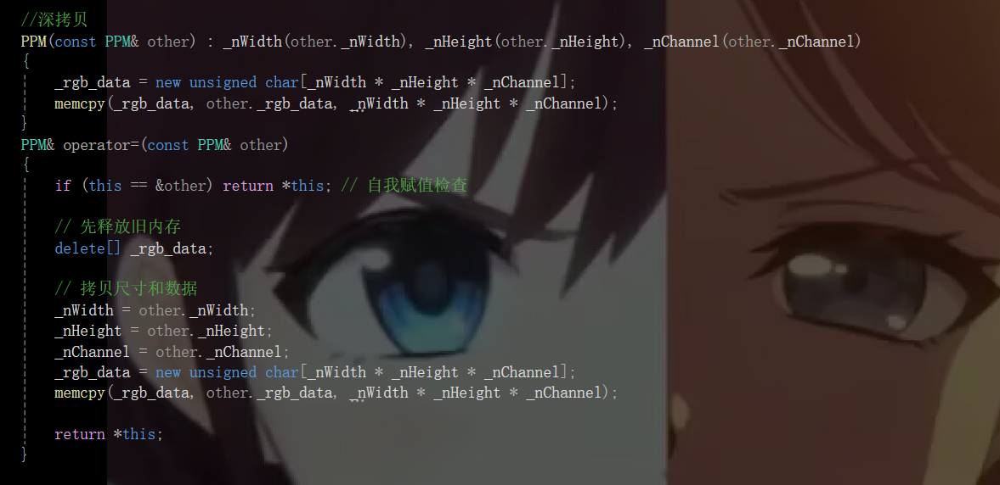 //深拷贝
PPM(const PPM& other) : _nWidth(other._nWidth), _nHeight(other._nHeight), _nChannel(other._nChannel)
{
    _rgb_data = new unsigned char[_nWidth * _nHeight * _nChannel];
    memcpy(_rgb_data, other._rgb_data, _nWidth * _nHeight * _nChannel);
}
PPM& operator=(const PPM& other)
{
    if (this == &other) return *this; // 自我赋值检查
    // 先释放旧内存
    delete[] _rgb_data;
    // 拷贝尺寸和数据
    _nWidth = other._nWidth;
    _nHeight = other._nHeight;
    _nChannel = other._nChannel;
    _rgb_data = new unsigned char[_nWidth * _nHeight * _nChannel];
    memcpy(_rgb_data, other._rgb_data, _nWidth * _nHeight * _nChannel);
    return *this;
}